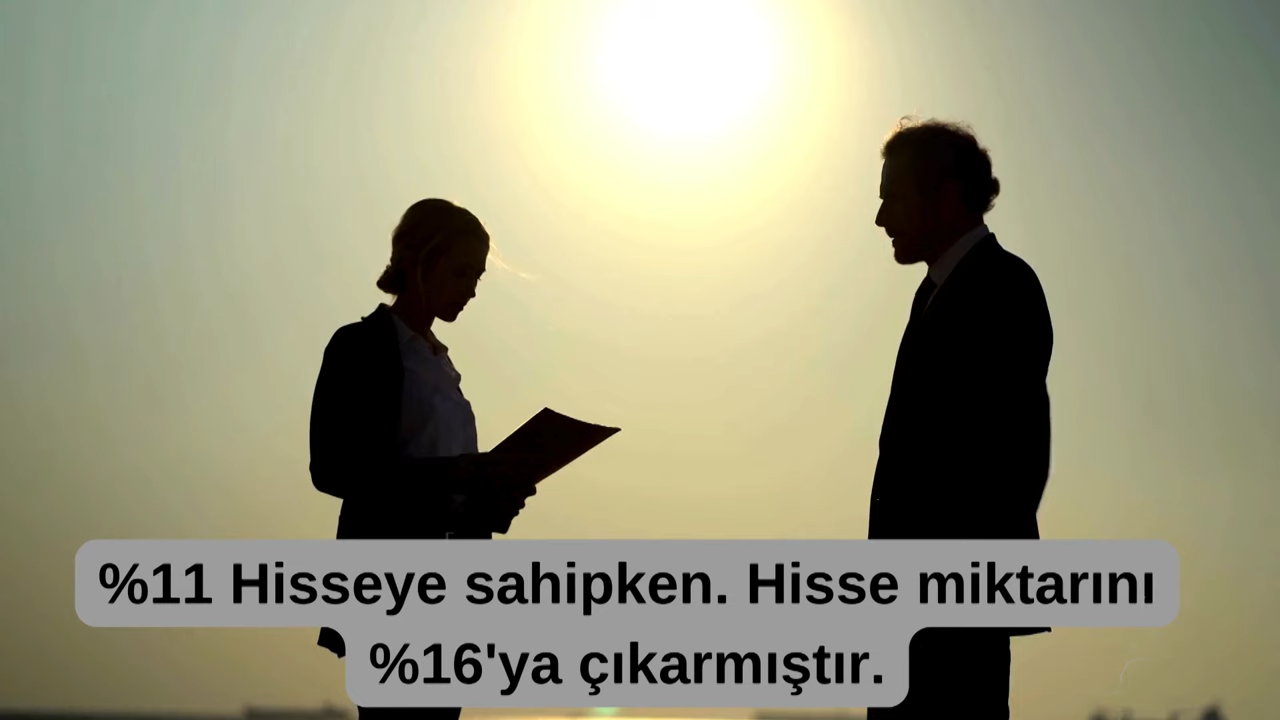 %11 Hisseye sahipken. Hisse miktarını
%16'ya çıkarmıştır.